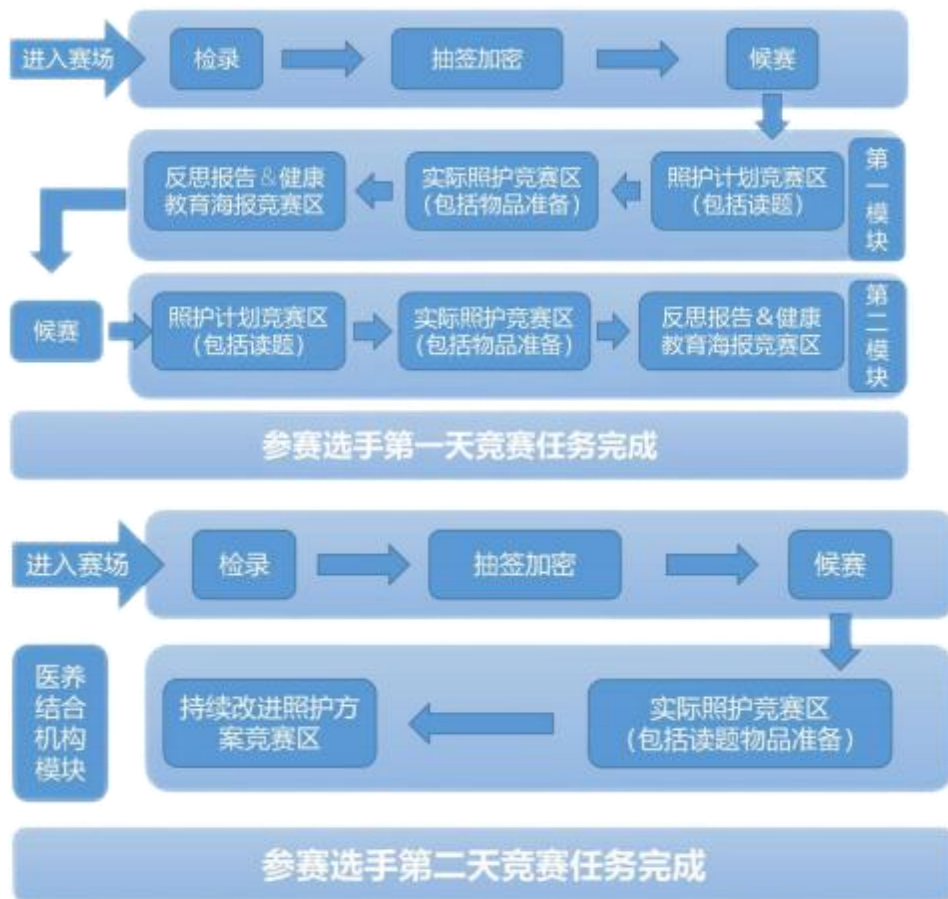 进入赛场
检录
抽签加密
候赛
第一模块
照护计划竞赛区
(包括读题)
实际照护竞赛区
(包括物品准备)
反思报告&健康
教育海报竞赛区
候赛
照护计划竞赛区
(包括读题)
实际照护竞赛区
(包括物品准备)
反思报告&健康
教育海报竞赛区
第二模块
参赛选手第一天竞赛任务完成
进入赛场
检录
抽签加密
候赛
医养
结合
机构
模块
实际照护竞赛区
(包括读题物品准备)
持续改进照护方
案竞赛区
参赛选手第二天竞赛任务完成